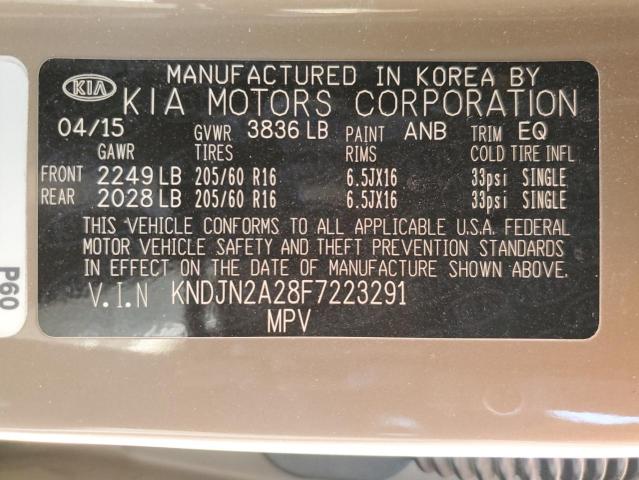 MANUFACTURED IN KOREA BY
KIA KIA MOTORS CORPORATION
04/15 GVWR 3836 LB PAINT ANB TRIM EQ
GAWR TIRES RIMS COLD TIRE INFL
FRONT 2249 LB 205/60 R16 6.5JX16 33psi SINGLE
REAR 2028 LB 205/60 R16 6.5JX16 33psi SINGLE
THIS VEHICLE CONFORMS TO ALL APPLICABLE U.S.A. FEDERAL
MOTOR VEHICLE SAFETY AND THEFT PREVENTION STANDARDS
IN EFFECT ON THE DATE OF MANUFACTURE SHOWN ABOVE.
V.I.N KNDJN2A28F7223291
MPV
P60